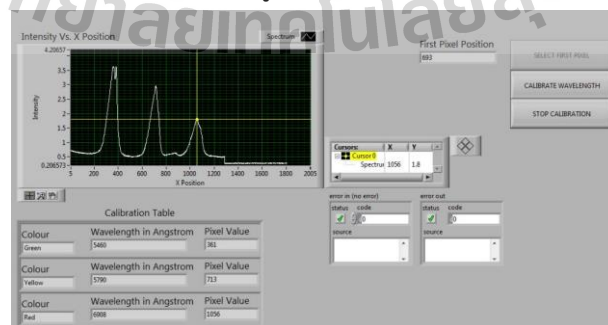 Intensity Vs. X Position
Spectrum
4.20657
3.5
3
2.5
2
1.5
1
0.5
0.206573
Intensity
5 200 400 600 800 1000 1200 1400 1600 1800 2005
X Position
First Pixel Position
693
SELECT FIRST PIXEL
CALIBRATE WAVELENGTH
STOP CALIBRATION
Cursors: X Y
Cursor0
Spectrur 1056 1.8
error in (no error)
status code
0
source
error out
status code
0
source
Calibration Table
Colour Wavelength in Angstrom Pixel Value
Green 5460 361
Colour Wavelength in Angstrom Pixel Value
Yellow 5790 713
Colour Wavelength in Angstrom Pixel Value
Red 6908 1056